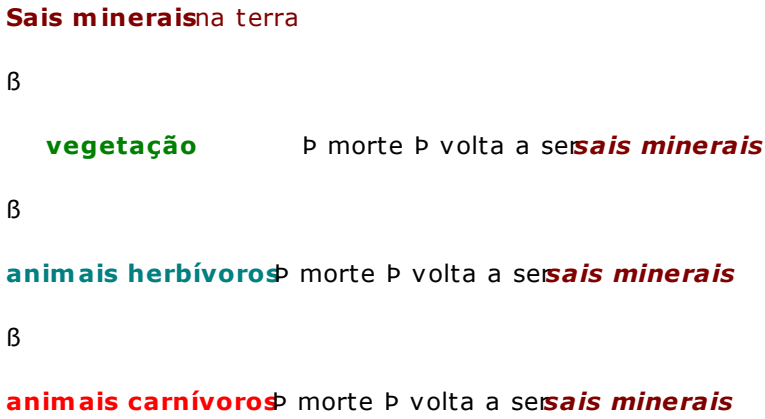 Sais minerais na terra
ß
vegetação Þ morte Þ volta a ser sais minerais
ß
animais herbívoros Þ morte Þ volta a ser sais minerais
ß
animais carnívoros Þ morte Þ volta a ser sais minerais